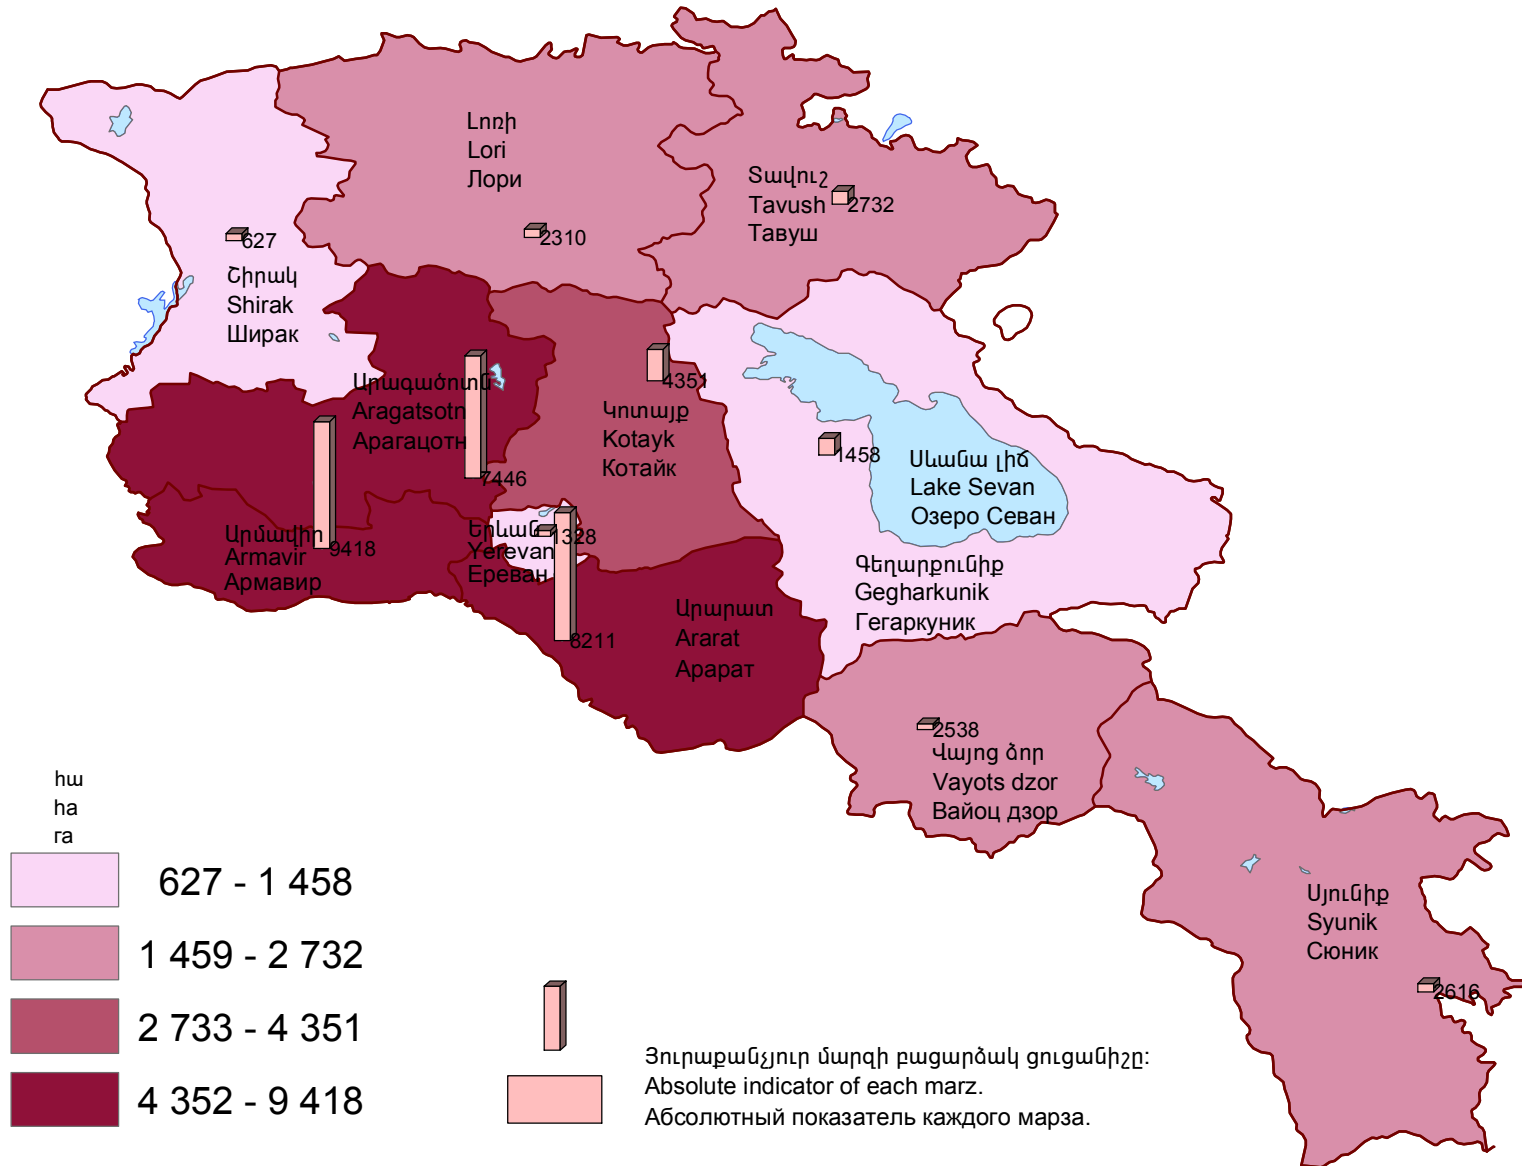 Լոռի
Lori
Лори
2310
Տավուշ
Tavush
Тавуш
2732
627
Շիրակ
Shirak
Ширак
Արագածոտն
Aragatsotn
Арагацотн
7446
4351
Կոտայք
Kotayk
Котайк
1458
Սևանա լիճ
Lake Sevan
Озеро Севан
Գեղարքունիք
Gegharkunik
Гегаркуник
Արմավիր
Armavir
Армавир
9418
Երևան
Yerevan
Ереван
1328
8211
Արարատ
Ararat
Арарат
2538
Վայոց ձոր
Vayots dzor
Вайоц дзор
Սյունիք
Syunik
Сюник
2616
հա
ha
га
627 - 1 458
1 459 - 2 732
2 733 - 4 351
4 352 - 9 418
Յուրաքանչյուր մարզի բացարձակ ցուցանիշը:
Absolute indicator of each marz.
Абсолютный показатель каждого марза.